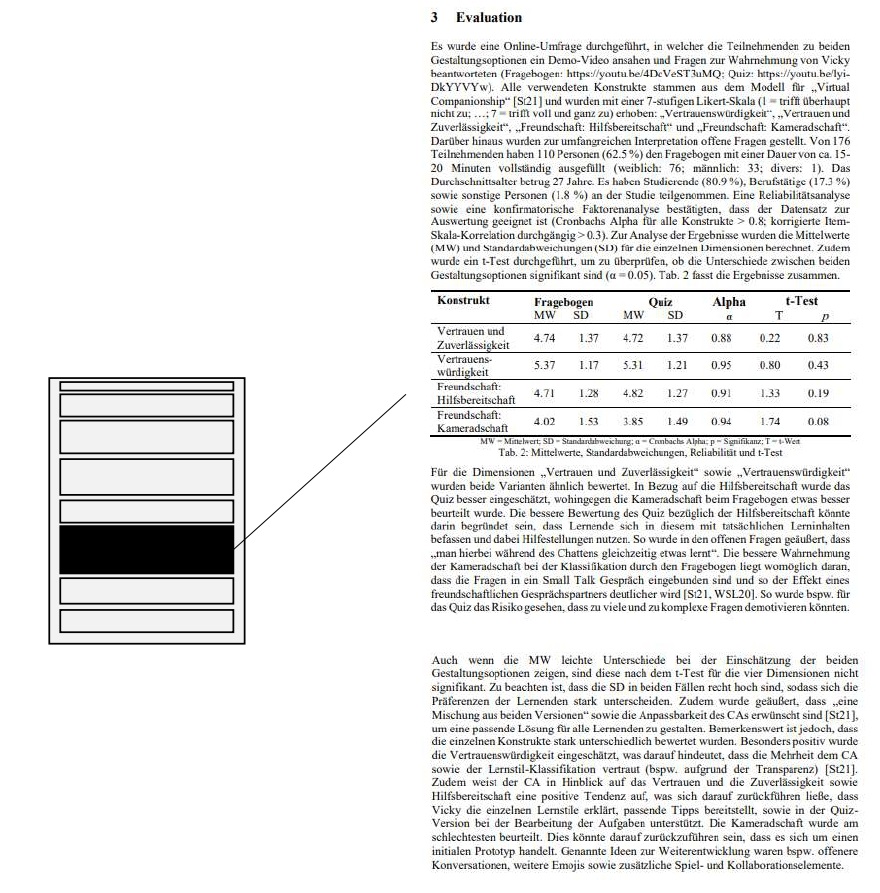 3 Evaluation
Es wurde eine Online-Umfrage durchgeführt, in welcher die Teilnehmenden zu beiden
Gestaltungsoptionen ein Demo-Video ansahen und Fragen zur Wahrnehmung von Vicky
beantworteten (Fragebogen: https://youtu.be/4DcVeST3uMQ; Quiz: https://youtu.be/lyi-
DkYYVYw). Alle verwendeten Konstrukte stammen aus dem Modell für „Virtual
Companionship“ [St21] und wurden mit einer 7-stufigen Likert-Skala (1 = trifft überhaupt
nicht zu; …; 7 = trifft voll und ganz zu) erhoben: „Vertrauenswürdigkeit“, „Vertrauen und
Zuverlässigkeit“, „Freundschaft: Hilfsbereitschaft“ und „Freundschaft: Kameradschaft“.
Darüber hinaus wurden zur umfangreichen Interpretation offene Fragen gestellt. Von 176
Teilnehmenden haben 110 Personen (62.5 %) den Fragebogen mit einer Dauer von ca. 15-
20 Minuten vollständig ausgefüllt (weiblich: 76; männlich: 33; divers: 1). Das
Durchschnittsalter betrug 27 Jahre. Es haben Studierende (80.9 %), Berufstätige (17.3 %)
sowie sonstige Personen (1.8 %) an der Studie teilgenommen. Eine Reliabilitätsanalyse
sowie eine konfirmatorische Faktorenanalyse bestätigten, dass der Datensatz zur
Auswertung geeignet ist (Cronbachs Alpha für alle Konstrukte > 0.8; korrigierte Item-
Skala-Korrelation durchgängig > 0.3). Zur Analyse der Ergebnisse wurden die Mittelwerte
(MW) und Standardabweichungen (SD) für die einzelnen Dimensionen berechnet. Zudem
wurde ein t-Test durchgeführt, um zu überprüfen, ob die Unterschiede zwischen beiden
Gestaltungsoptionen signifikant sind (α = 0.05). Tab. 2 fasst die Ergebnisse zusammen.
Konstrukt Fragebogen Quiz Alpha t-Test
MW SD MW SD α T p
Vertrauen und
Zuverlässigkeit 4.74 1.37 4.72 1.37 0.88 0.22 0.83
Vertrauens-
würdigkeit 5.37 1.17 5.31 1.21 0.95 0.80 0.43
Freundschaft:
Hilfsbereitschaft 4.71 1.28 4.82 1.27 0.91 1.33 0.19
Freundschaft:
Kameradschaft 4.02 1.53 3.85 1.49 0.94 1.74 0.08
MW = Mittelwert; SD = Standardabweichung; α = Cronbachs Alpha; p = Signifikanz; T = t-Wert
Tab. 2: Mittelwerte, Standardabweichungen, Reliabilität und t-Test
Für die Dimensionen „Vertrauen und Zuverlässigkeit“ sowie „Vertrauenswürdigkeit“
wurden beide Varianten ähnlich bewertet. In Bezug auf die Hilfsbereitschaft wurde das
Quiz besser eingeschätzt, wohingegen die Kameradschaft beim Fragebogen etwas besser
beurteilt wurde. Die bessere Bewertung des Quiz bezüglich der Hilfsbereitschaft könnte
darin begründet sein, dass Lernende sich in diesem mit tatsächlichen Lerninhalten
befassen und dabei Hilfestellungen nutzen. So wurde in den offenen Fragen geäußert, dass
„man hierbei während des Chattens gleichzeitig etwas lernt“. Die bessere Wahrnehmung
der Kameradschaft bei der Klassifikation durch den Fragebogen liegt womöglich daran,
dass die Fragen in ein Small Talk Gespräch eingebunden sind und so der Effekt eines
freundschaftlichen Gesprächspartners deutlicher wird [St21, WSL20]. So wurde bspw. für
das Quiz das Risiko gesehen, dass zu viele und zu komplexe Fragen demotivieren könnten.
Auch wenn die MW leichte Unterschiede bei der Einschätzung der beiden
Gestaltungsoptionen zeigen, sind diese nach dem t-Test für die vier Dimensionen nicht
signifikant. Zu beachten ist, dass die SD in beiden Fällen recht hoch sind, sodass sich die
Präferenzen der Lernenden stark unterscheiden. Zudem wurde geäußert, dass „eine
Mischung aus beiden Versionen“ sowie die Anpassbarkeit des CAs erwünscht sind [St21],
um eine passende Lösung für alle Lernenden zu gestalten. Bemerkenswert ist jedoch, dass
die einzelnen Konstrukte stark unterschiedlich bewertet wurden. Besonders positiv wurde
die Vertrauenswürdigkeit eingeschätzt, was darauf hindeutet, dass die Mehrheit dem CA
sowie der Lernstil-Klassifikation vertraut (bspw. aufgrund der Transparenz) [St21].
Zudem weist der CA in Hinblick auf das Vertrauen und die Zuverlässigkeit sowie
Hilfsbereitschaft eine positive Tendenz auf, was sich darauf zurückführen ließe, dass
Vicky die einzelnen Lernstile erklärt, passende Tipps bereitstellt, sowie in der Quiz-
Version bei der Bearbeitung der Aufgaben unterstützt. Die Kameradschaft wurde am
schlechtesten beurteilt. Dies könnte darauf zurückzuführen sein, dass es sich um einen
initialen Prototyp handelt. Genannte Ideen zur Weiterentwicklung waren bspw. offenere
Konversationen, weitere Emojis sowie zusätzliche Spiel- und Kollaborationselemente.